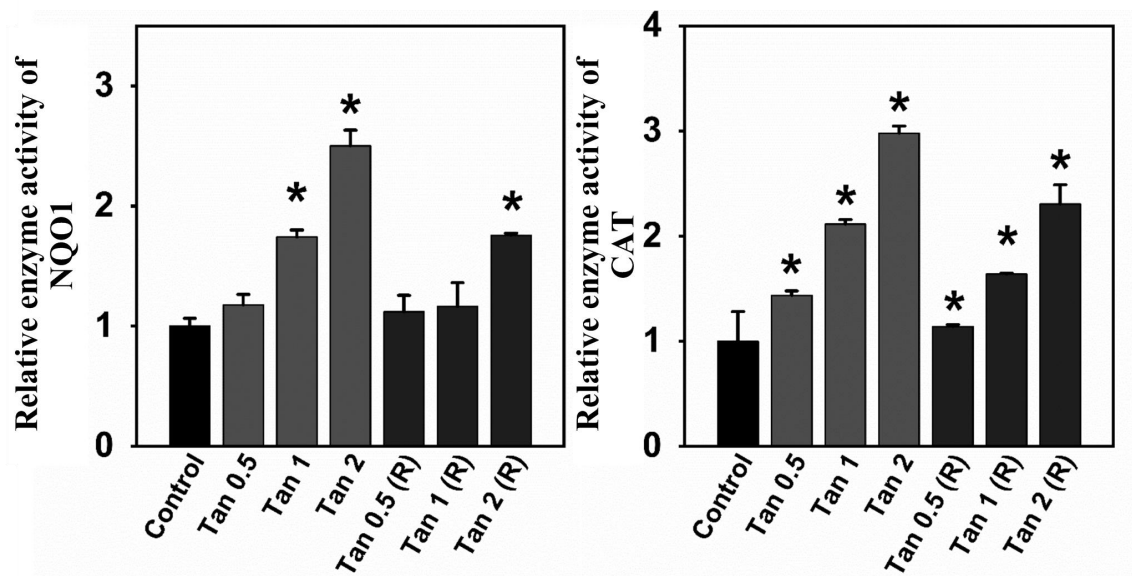 Relative enzyme activity of
NQO1
3
2
1
0
*
*
*
Control
Tan 0.5
Tan 1
Tan 2
Tan 0.5 (R)
Tan 1 (R)
Tan 2 (R)
Relative enzyme activity of
CAT
4
3
2
1
0
*
*
*
*
*
*
Control
Tan 0.5
Tan 1
Tan 2
Tan 0.5 (R)
Tan 1 (R)
Tan 2 (R)